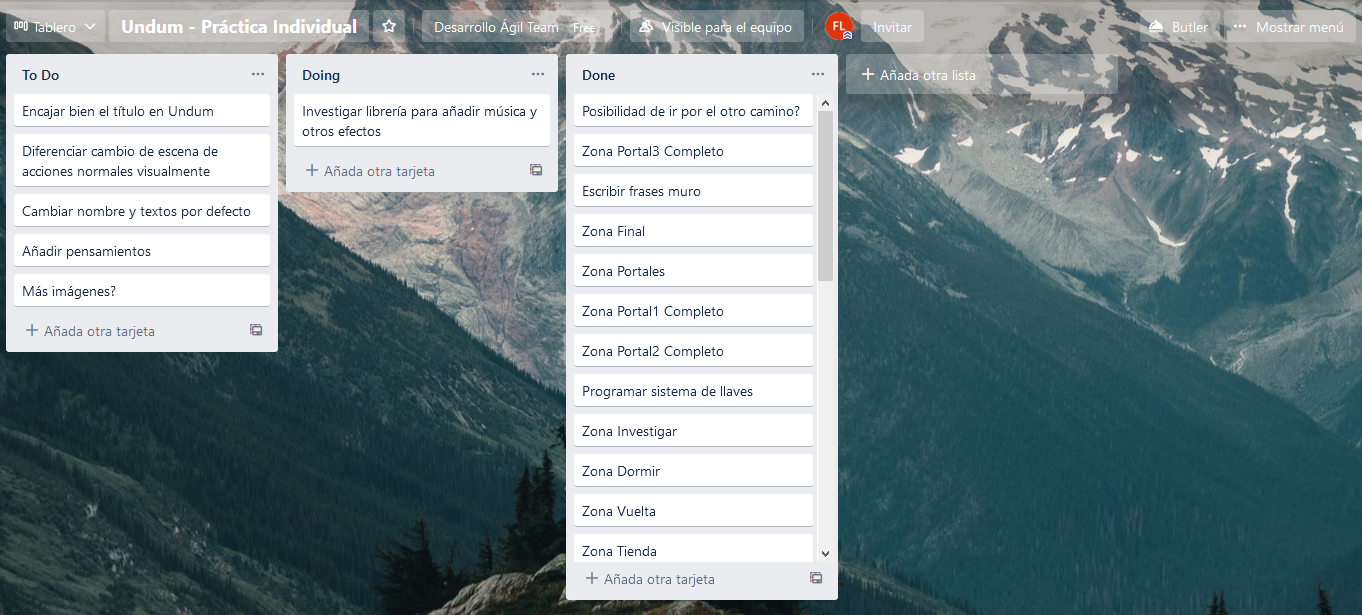 Tablero
Undum - Práctica Individual
Desarrollo Ágil Team Free
Visible para el equipo
FL
Invitar
Butler
Mostrar menú
To Do
Encajar bien el título en Undum
Diferenciar cambio de escena de
acciones normales visualmente
Cambiar nombre y textos por defecto
Añadir pensamientos
Más imágenes?
Añada otra tarjeta
Doing
Investigar librería para añadir música y
otros efectos
Añada otra tarjeta
Done
Posibilidad de ir por el otro camino?
Zona Portal3 Completo
Escribir frases muro
Zona Final
Zona Portales
Zona Portal1 Completo
Zona Portal2 Completo
Programar sistema de llaves
Zona Investigar
Zona Dormir
Zona Vuelta
Zona Tienda
Añada otra tarjeta
Añada otra lista